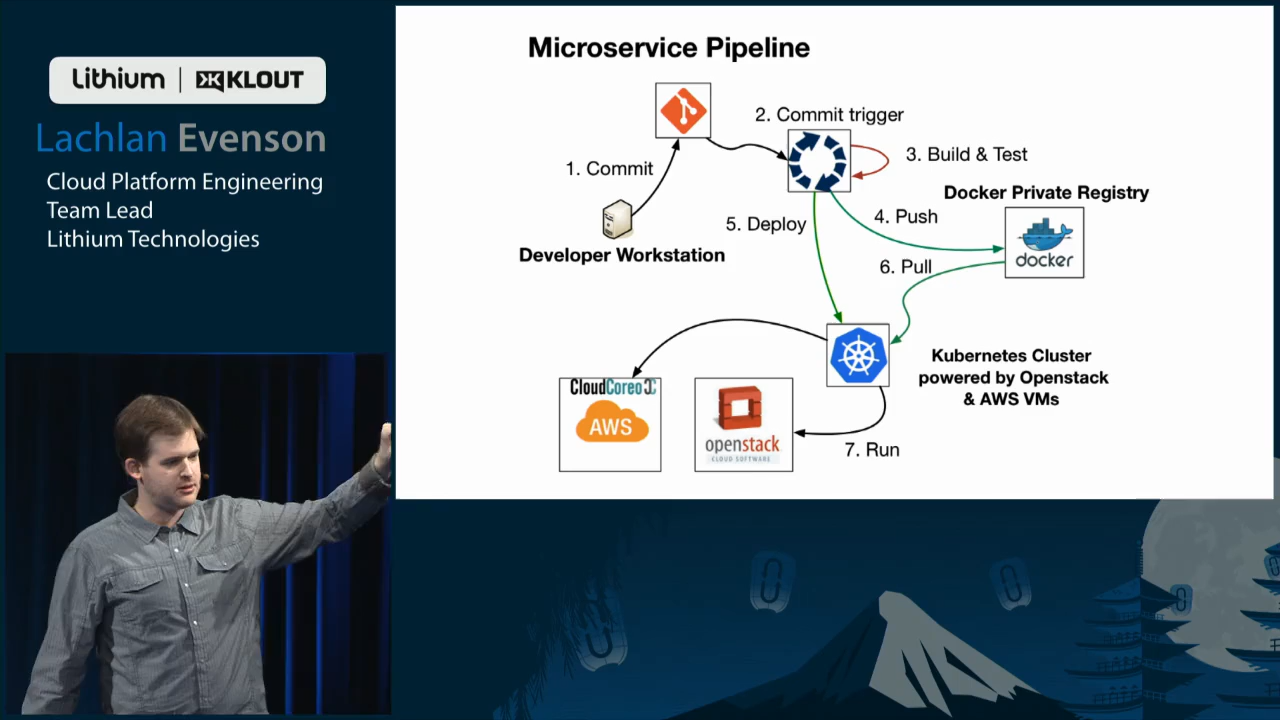 Lithium | KLOUT
Lachlan Evenson
Cloud Platform Engineering
Team Lead
Lithium Technologies
Microservice Pipeline
2. Commit trigger
1. Commit
3. Build & Test
Docker Private Registry
4. Push
5. Deploy
docker
Developer Workstation
6. Pull
Kubernetes Cluster
powered by Openstack
& AWS VMs
CloudCoreo
AWS
openstack
CLOUD SOFTWARE
7. Run